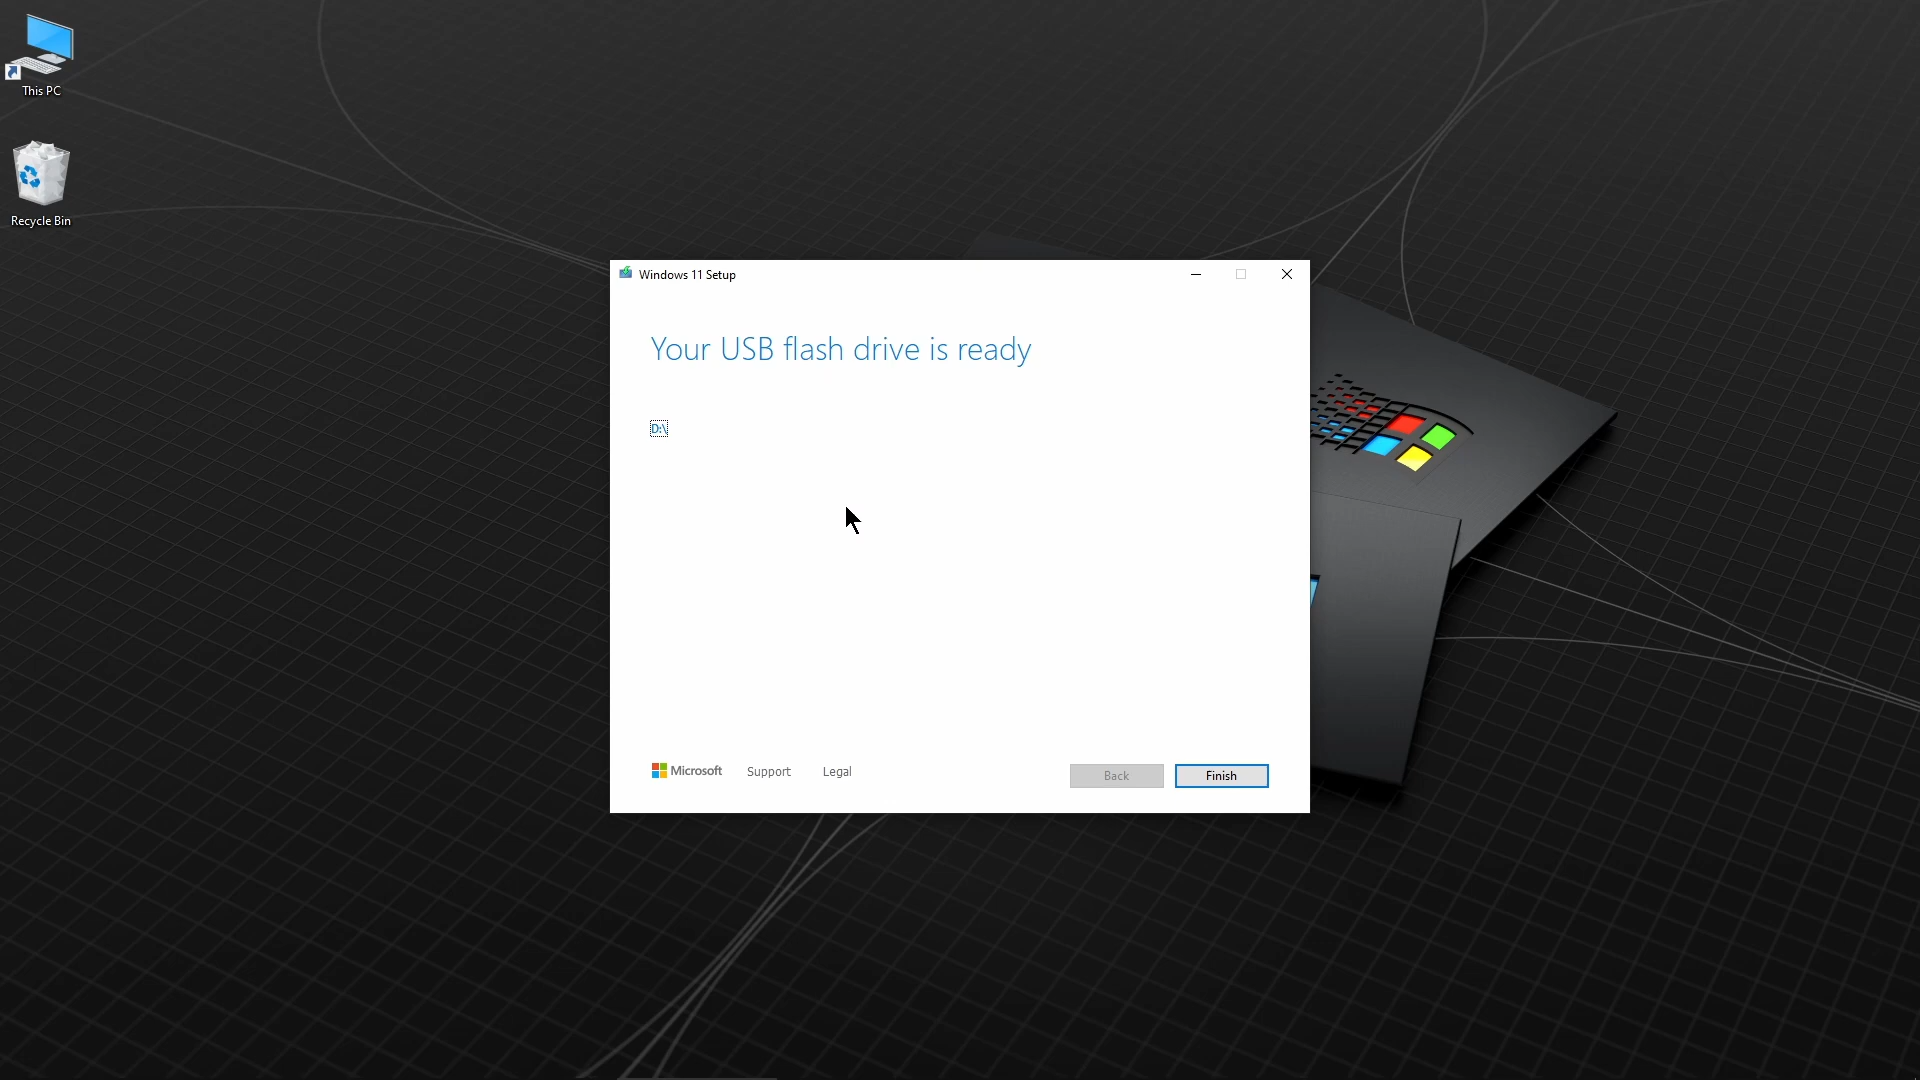 This PC
Recycle Bin
Windows 11 Setup
Your USB flash drive is ready
D:\
Microsoft
Support
Legal
Back
Finish